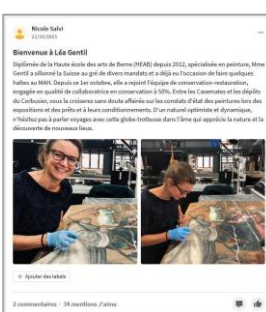 Nicole Salvi
21/10/2025
Bienvenue à Léa Gentil
Diplômée de la Haute école des arts de Berne (HEAB) depuis 2012, spécialisée en peinture, Mme
Gentil a sillonné la Suisse au gré de divers mandats et a déjà eu l'occasion de faire quelques
haltes au MAH. Depuis ce 1er octobre, elle a rejoint l'équipe de conservation-restauration,
engagée en qualité de collaboratrice en conservation à 50%. Entre les Casemates et les dépôts
du Corbusier, vous la croiserez sans doute affairée sur les constats d'état des peintures lors des
expositions et des prêts et à leurs conditionnements. D'un naturel optimiste et dynamique,
n'hésitez pas à parler voyages avec cette globe-trotteuse dans l'âme qui apprécie la nature et la
découverte de nouveaux lieux.
+ Ajouter des labels
2 commentaires · 34 mentions J'aime